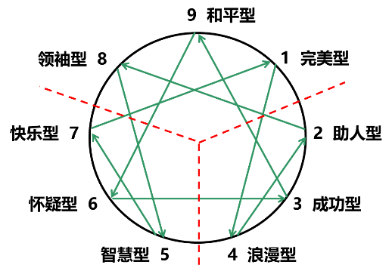 9 和平型
领袖型 8
1 完美型
快乐型 7
2 助人型
怀疑型 6
3 成功型
智慧型 5
4 浪漫型